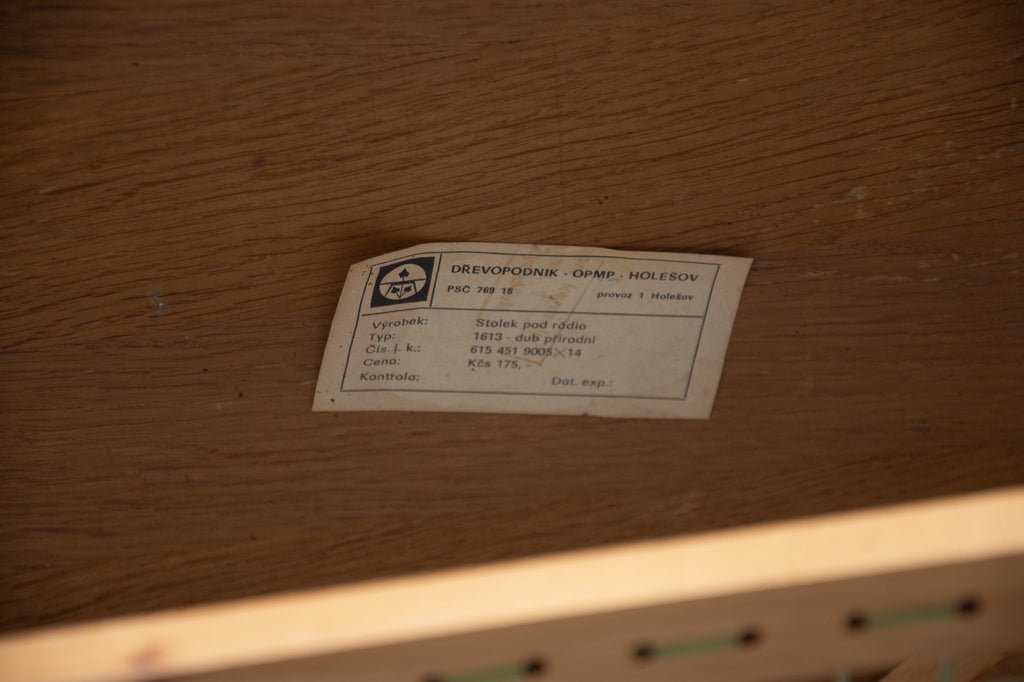 DŘEVOPODNIK · OPMP · HOLEŠOV
PSČ 769 18 provoz 1 Holešov
Výrobek: Stolek pod rádio
Typ: 1613 - dub přírodní
Čís. j. k.: 615 451 9005 × 14
Cena: Kčs 175,-
Kontrola: Dat. exp.: